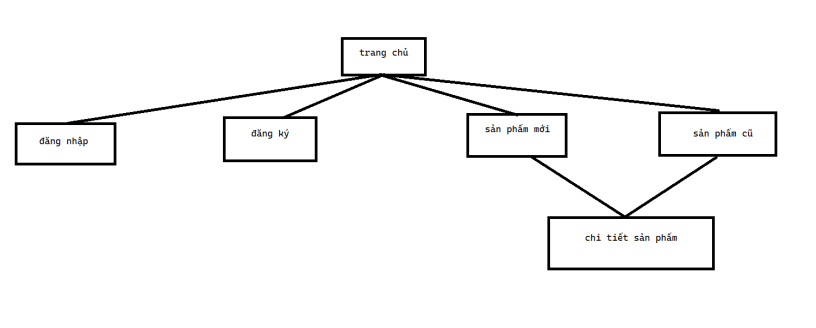 trang chủ
đăng nhập
đăng ký
sản phẩm mới
sản phẩm cũ
chi tiết sản phẩm